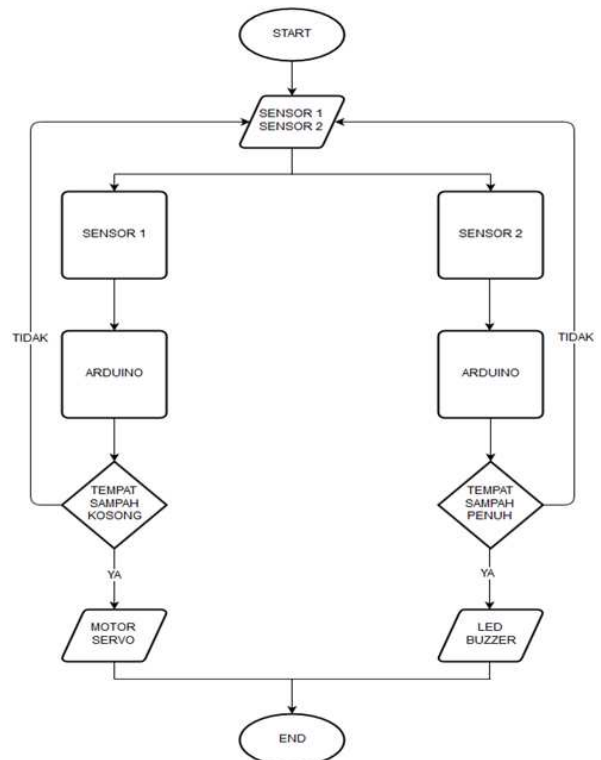 START
SENSOR 1
SENSOR 2
SENSOR 1
SENSOR 2
TIDAK
TIDAK
ARDUINO
ARDUINO
TEMPAT
SAMPAH
KOSONG
TEMPAT
SAMPAH
PENUH
YA
YA
MOTOR
SERVO
LED
BUZZER
END